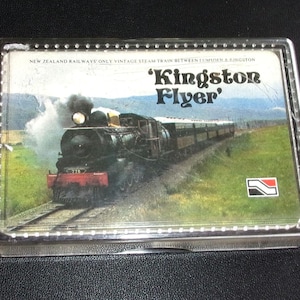 NEW ZEALAND RAILWAYS' ONLY VINTAGE STEAM TRAIN BETWEEN LUMSDEN & KINGSTON
'Kingston
Flyer'